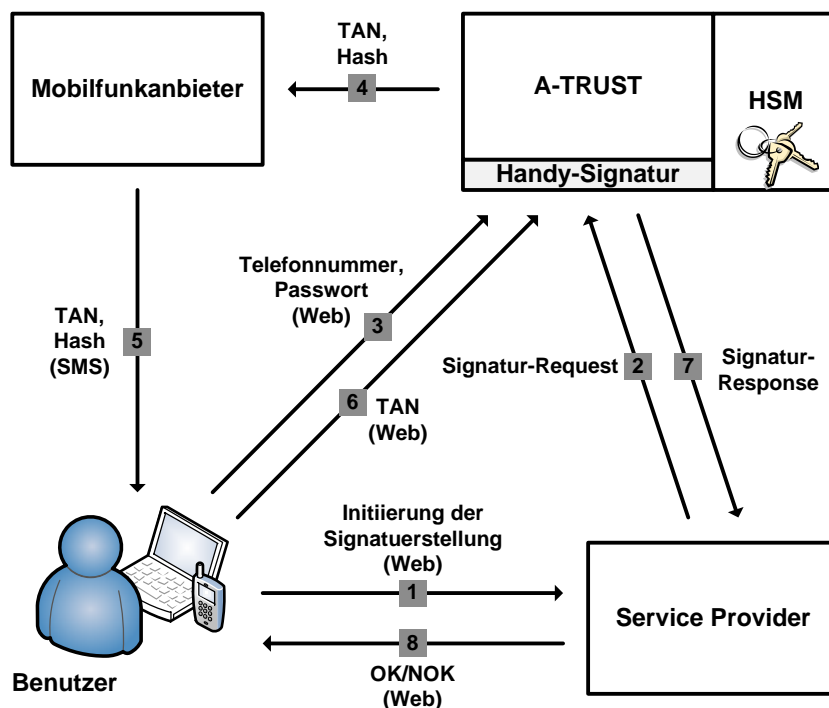 Mobilfunkanbieter
TAN,
Hash
4
A-TRUST
HSM
Handy-Signatur
TAN,
Hash
(SMS)
5
Telefonnummer,
Passwort
(Web)
3
6
TAN
(Web)
Signatur-Request
2
7
Signatur-
Response
Initiierung der
Signatuerstellung
(Web)
1
8
OK/NOK
(Web)
Service Provider
Benutzer